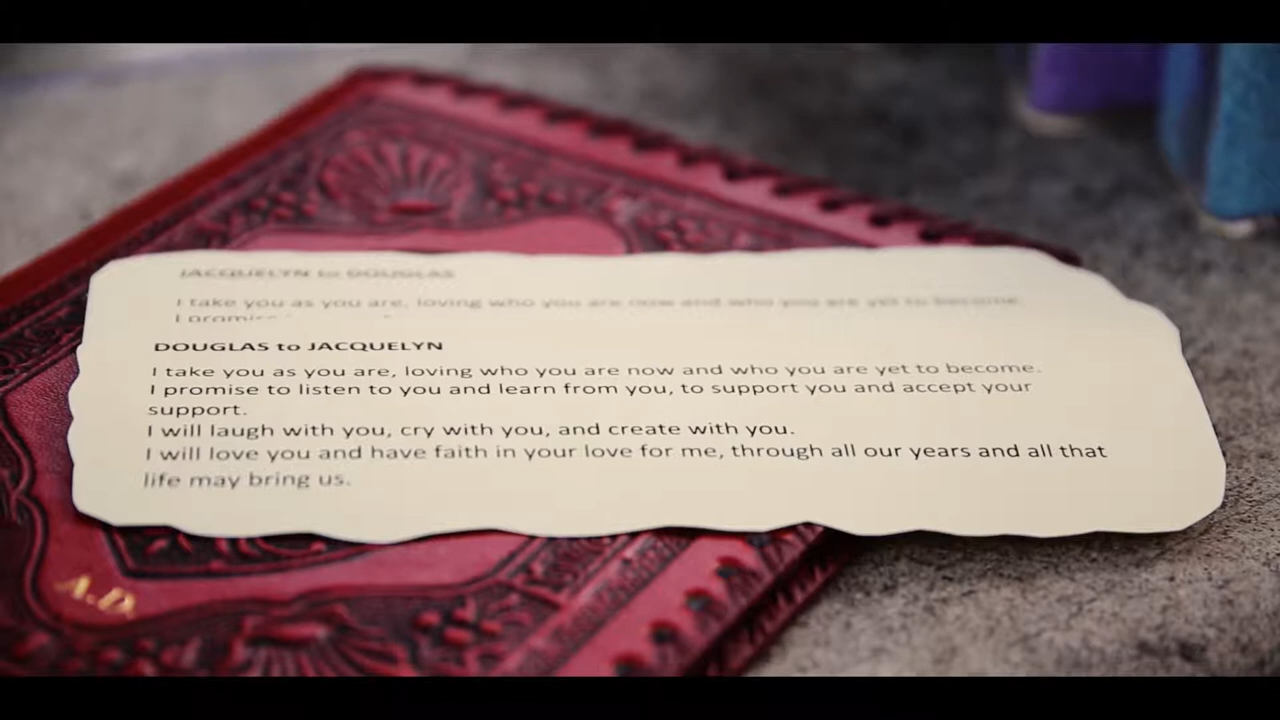 JACQUELYN to DOUGLAS
I take you as you are, loving who you are now and who you are yet to become.
I promise
DOUGLAS to JACQUELYN
I take you as you are, loving who you are now and who you are yet to become.
I promise to listen to you and learn from you, to support you and accept your
support.
I will laugh with you, cry with you, and create with you.
I will love you and have faith in your love for me, through all our years and all that
life may bring us.
A.D.